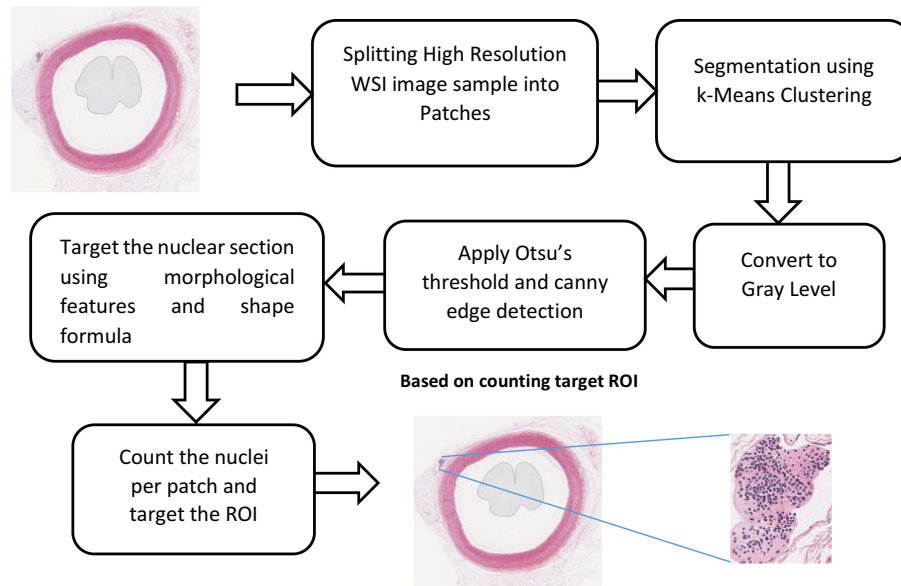 Splitting High Resolution
WSI image sample into
Patches
Segmentation using
k-Means Clustering
Convert to
Gray Level
Apply Otsu’s
threshold and canny
edge detection
Target the nuclear section
using morphological
features and shape
formula
Based on counting target ROI
Count the nuclei
per patch and
target the ROI